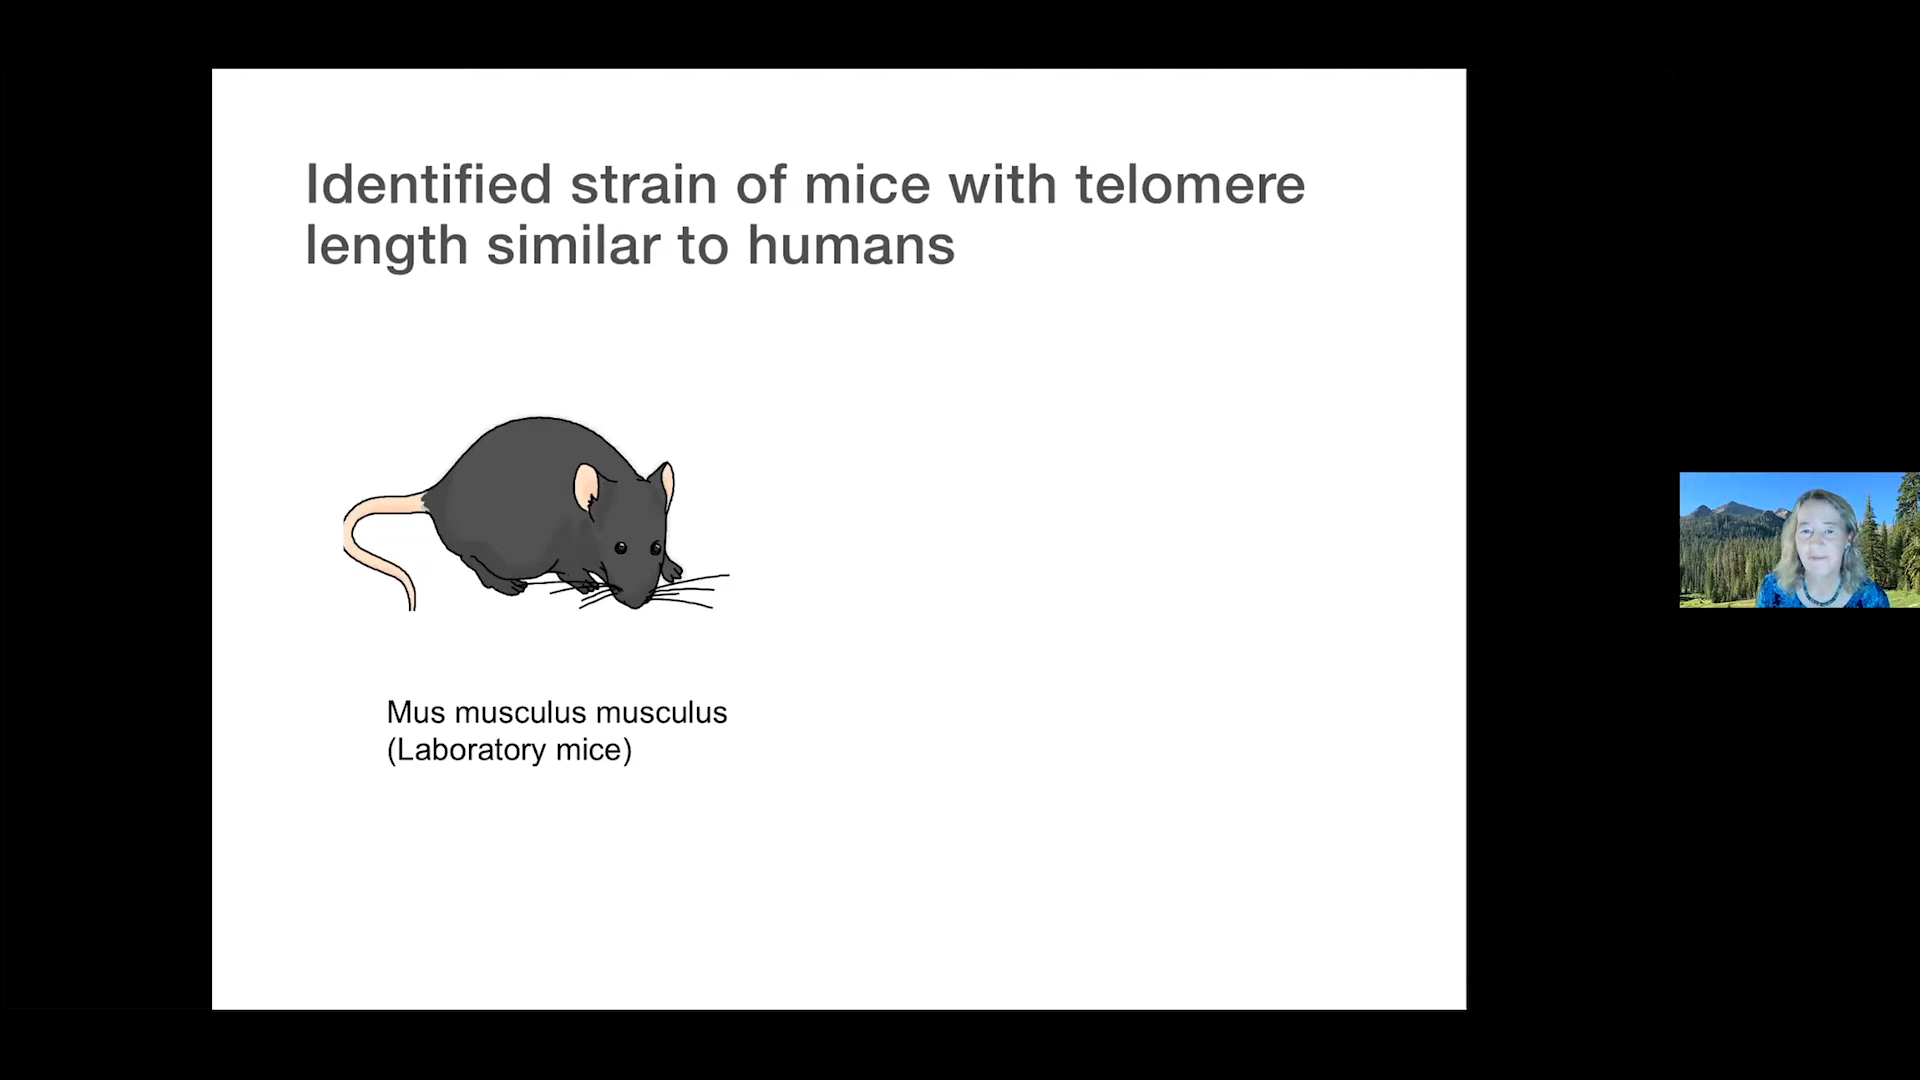 Identified strain of mice with telomere
length similar to humans
Mus musculus musculus
(Laboratory mice)